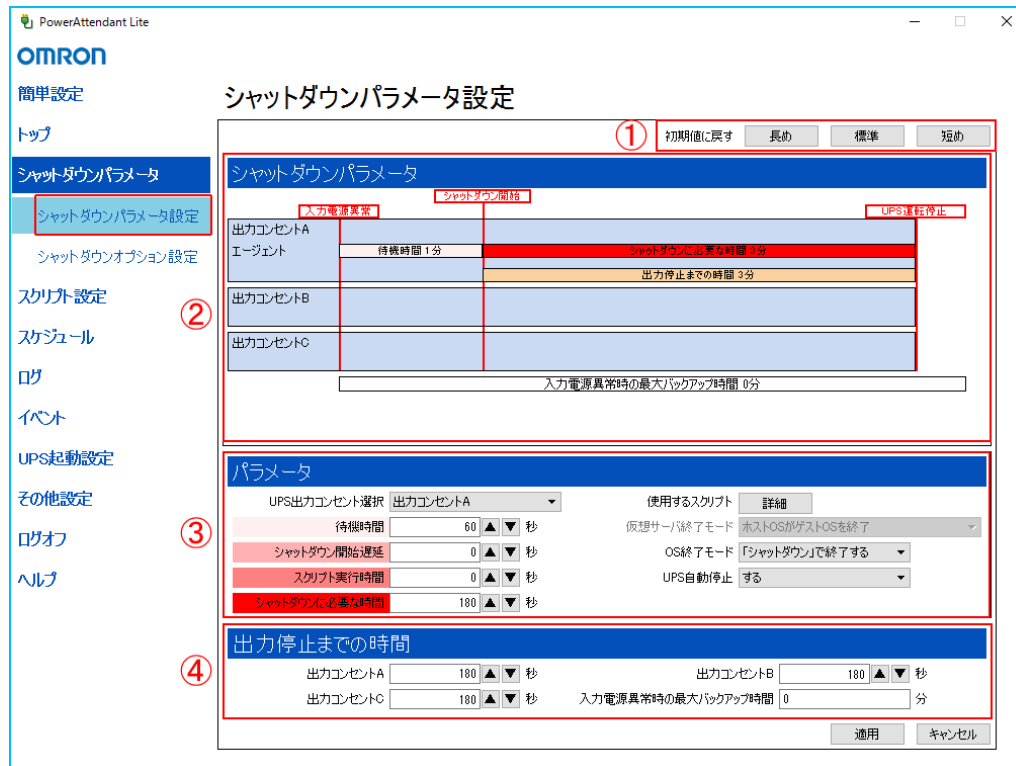 PowerAttendant Lite
OMRON
簡単設定
トップ
シャットダウンパラメータ
シャットダウンパラメータ設定
シャットダウンオプション設定
スクリプト設定
スケジュール
ログ
イベント
UPS起動設定
その他設定
ログオフ
ヘルプ
シャットダウンパラメータ設定
① 初期値に戻す 長め 標準 短め
②
シャットダウンパラメータ
シャットダウン開始
入力電源異常 UPS運転停止
出力コンセントA
エージェント 待機時間 1分 シャットダウンに必要な時間 3分
出力停止までの時間 3分
出力コンセントB
出力コンセントC
入力電源異常時の最大バックアップ時間 0分
③
パラメータ
UPS出力コンセント選択 出力コンセントA 使用するスクリプト 詳細
待機時間 60 秒 仮想サーバ終了モード ホストOSがゲストOSを終了
シャットダウン開始遅延 0 秒 OS終了モード 「シャットダウン」で終了する
スクリプト実行時間 0 秒 UPS自動停止 する
シャットダウンに必要な時間 180 秒
④
出力停止までの時間
出力コンセントA 180 秒 出力コンセントB 180 秒
出力コンセントC 180 秒 入力電源異常時の最大バックアップ時間 0 分
適用 キャンセル